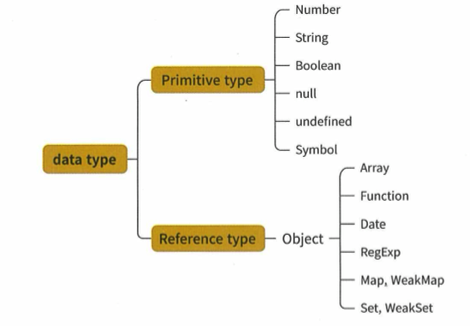 data type
Primitive type
Number
String
Boolean
null
undefined
Symbol
Reference type
Object
Array
Function
Date
RegExp
Map, WeakMap
Set, WeakSet